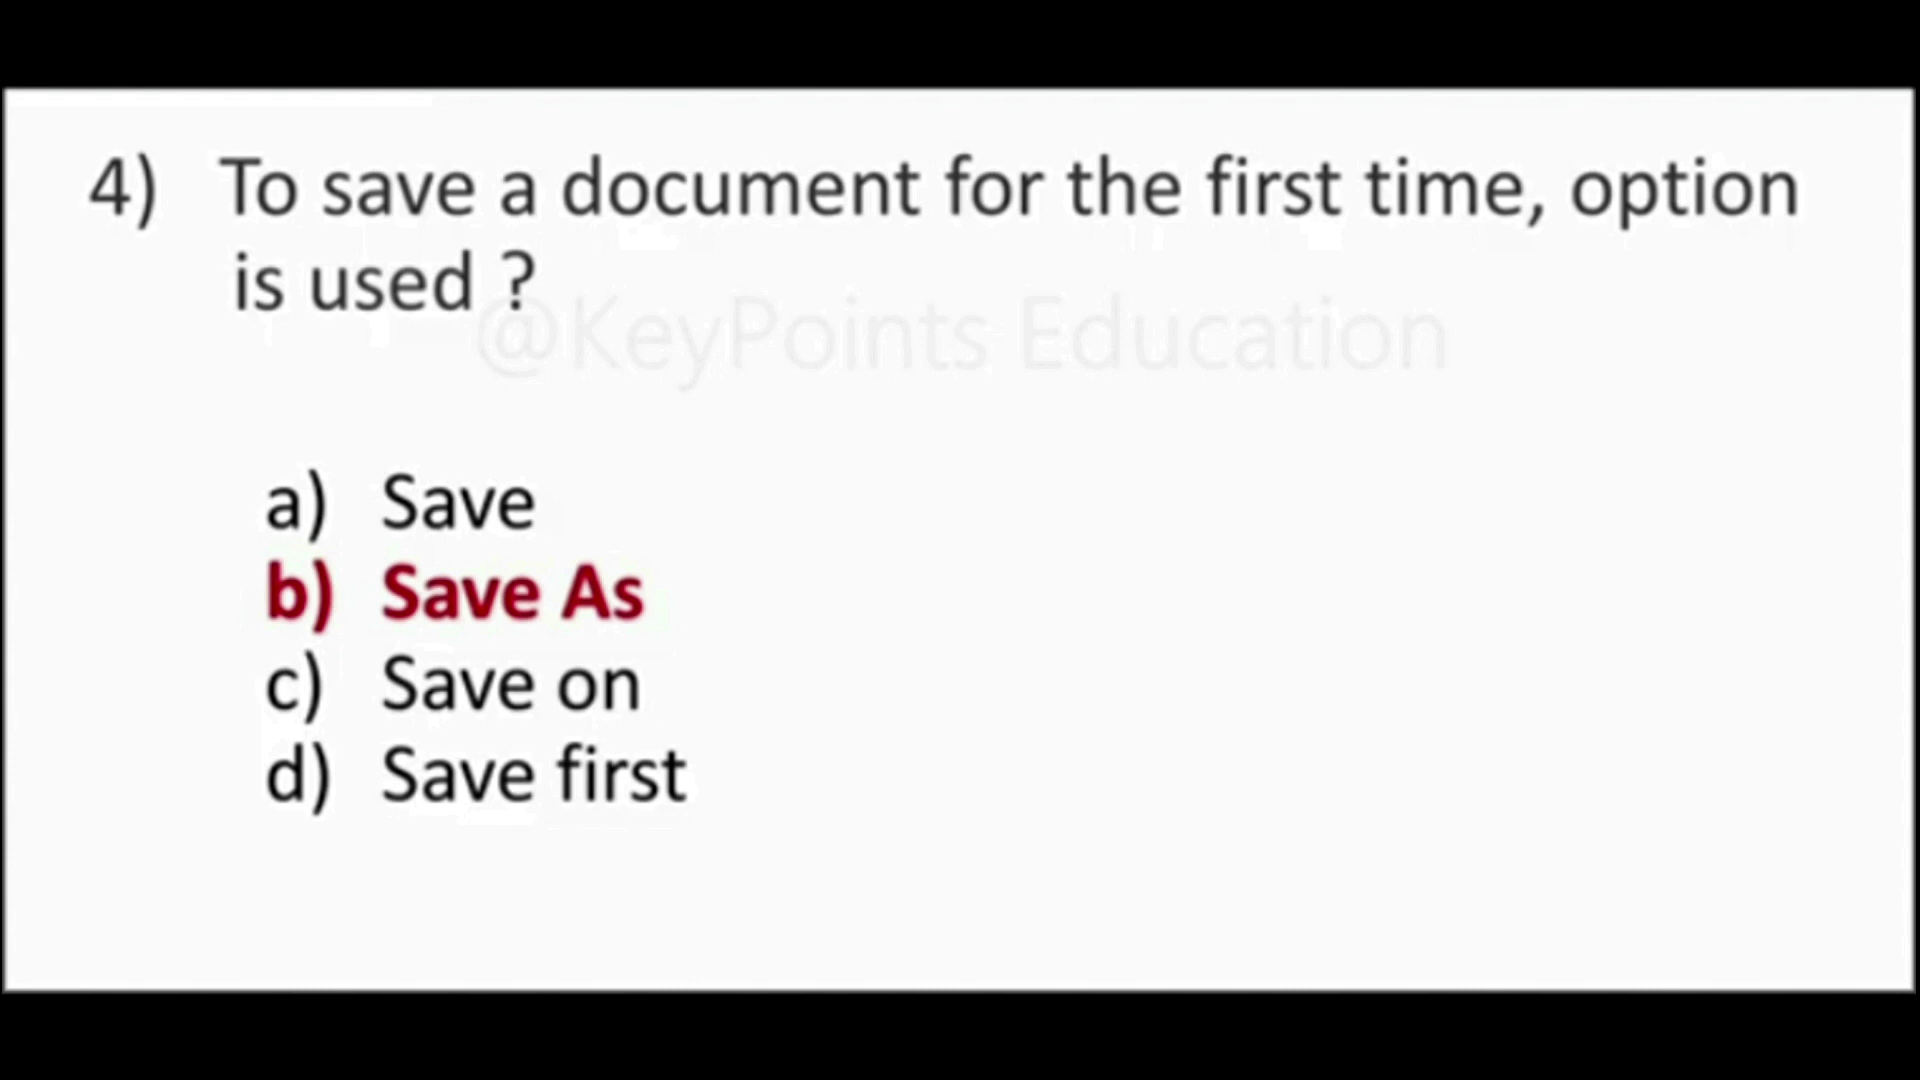 4) To save a document for the first time, option
is used ?
@KeyPoints Education
a) Save
b) Save As
c) Save on
d) Save first